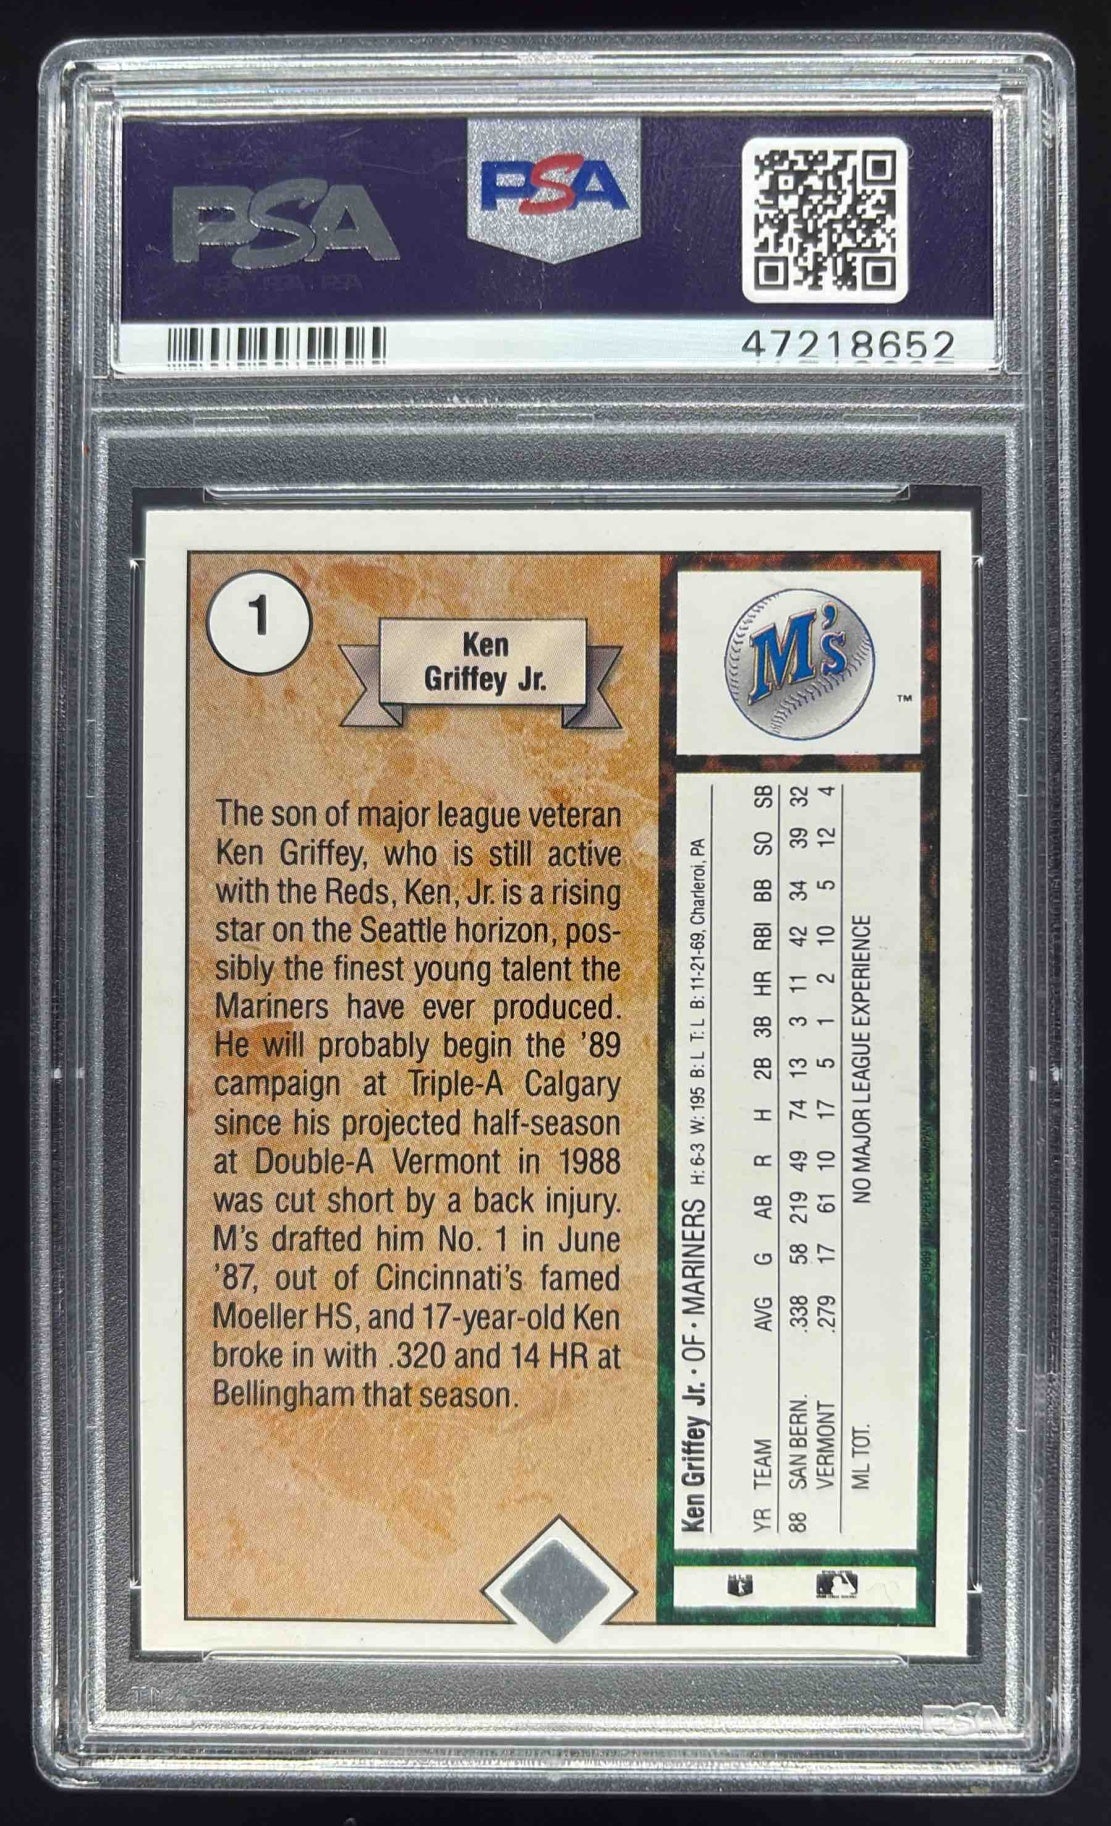 PSA
PSA
47218652
1
Ken
Griffey Jr.
The son of major league veteran
Ken Griffey, who is still active
with the Reds, Ken, Jr. is a rising
star on the Seattle horizon, pos-
sibly the finest young talent the
Mariners have ever produced.
He will probably begin the '89
campaign at Triple-A Calgary
since his projected half-season
at Double-A Vermont in 1988
was cut short by a back injury.
M's drafted him No. 1 in June
'87, out of Cincinnati's famed
Moeller HS, and 17-year-old Ken
broke in with .320 and 14 HR at
Bellingham that season.
M's
TM
Ken Griffey Jr. • OF • MARINERS H: 6-3 W: 195 B: L T: L B: 11-21-69, Charleroi, PA
YR TEAM AVG G AB R H 2B 3B HR RBI BB SO SB
88 SAN BERN. .338 58 219 49 74 13 3 11 42 34 39 32
VERMONT .279 17 61 10 17 5 1 2 10 5 12 4
ML TOT. NO MAJOR LEAGUE EXPERIENCE
PSA